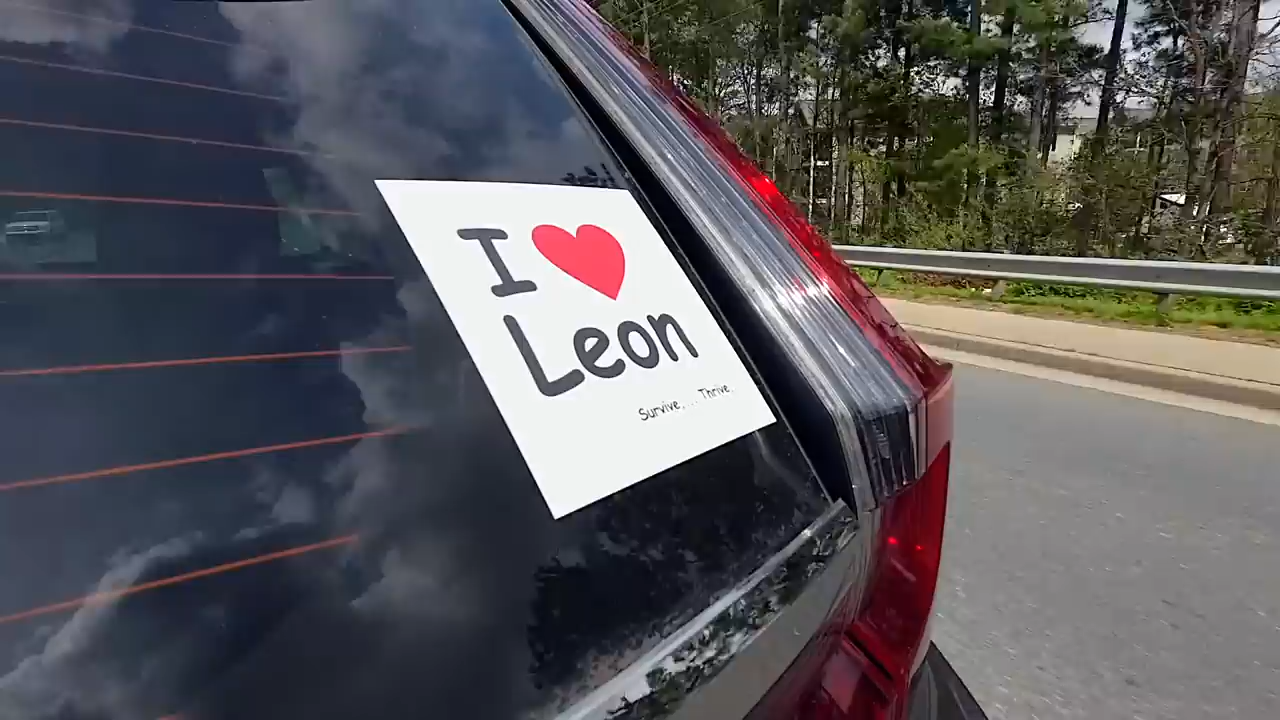 I ❤
Leon
Survive, ... Thrive.